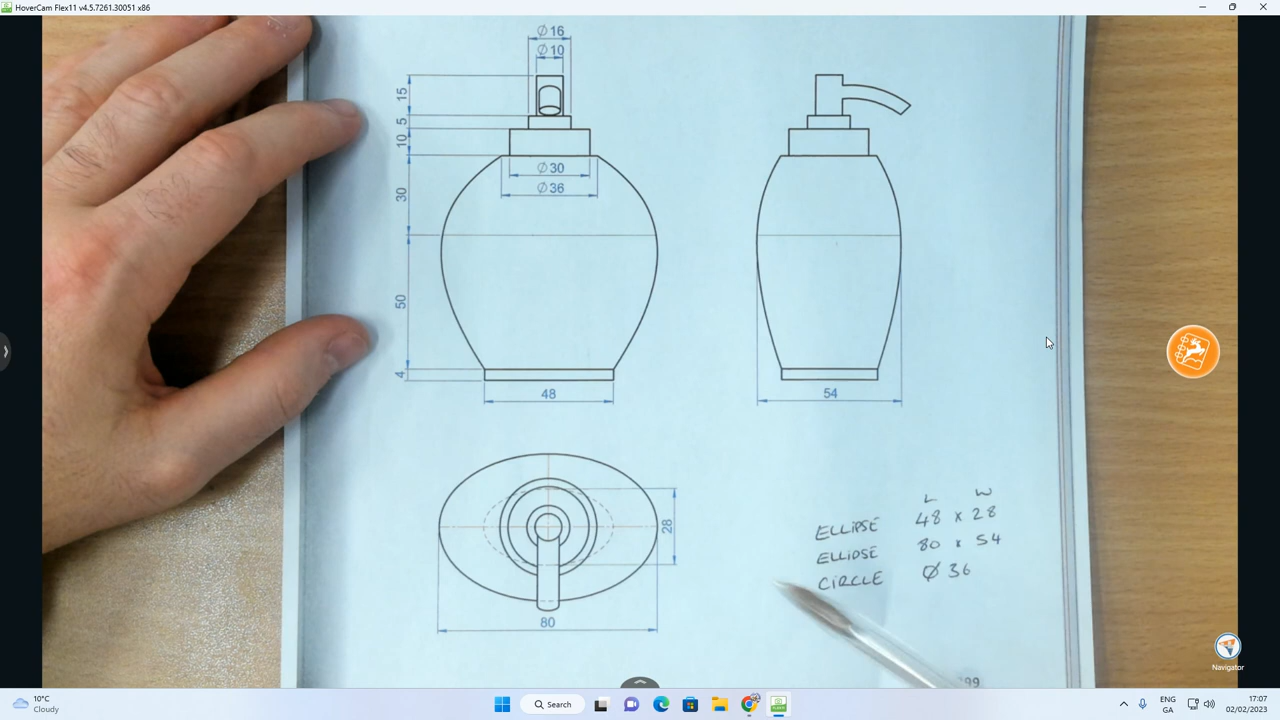 HoverCam Flex11 v4.5.7261.30051 x86
Ø16
Ø10
15
5
10
30
50
4
Ø30
Ø36
48
54
28
80
L W
ELLIPSE 48 x 28
ELLIPSE 80 x 54
CIRCLE Ø 36
99
Navigator
10°C
Cloudy
Search
ENG
GA
17:07
02/02/2023